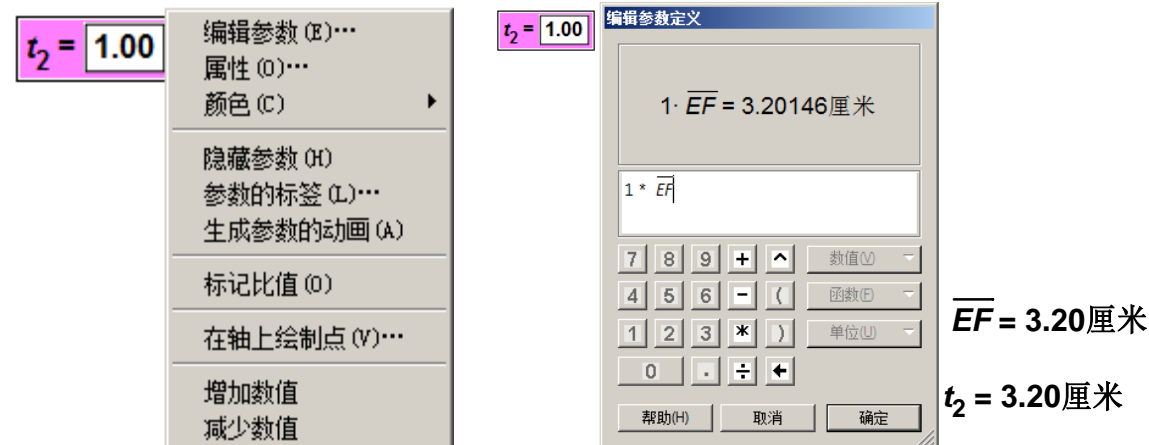 t₂ = 1.00
编辑参数(E)…
属性(O)…
颜色(C)
隐藏参数(H)
参数的标签(L)…
生成参数的动画(A)
标记比值(O)
在轴上绘制点(V)…
增加数值
减少数值
t₂ = 1.00
编辑参数定义
1· EF = 3.20146厘米
1 * EF
7 8 9 + ^ 数值(V)
4 5 6 - ( 函数(F)
1 2 3 * ) 单位(U)
0 . ÷ ←
帮助(H) 取消 确定
EF = 3.20厘米
t₂ = 3.20厘米